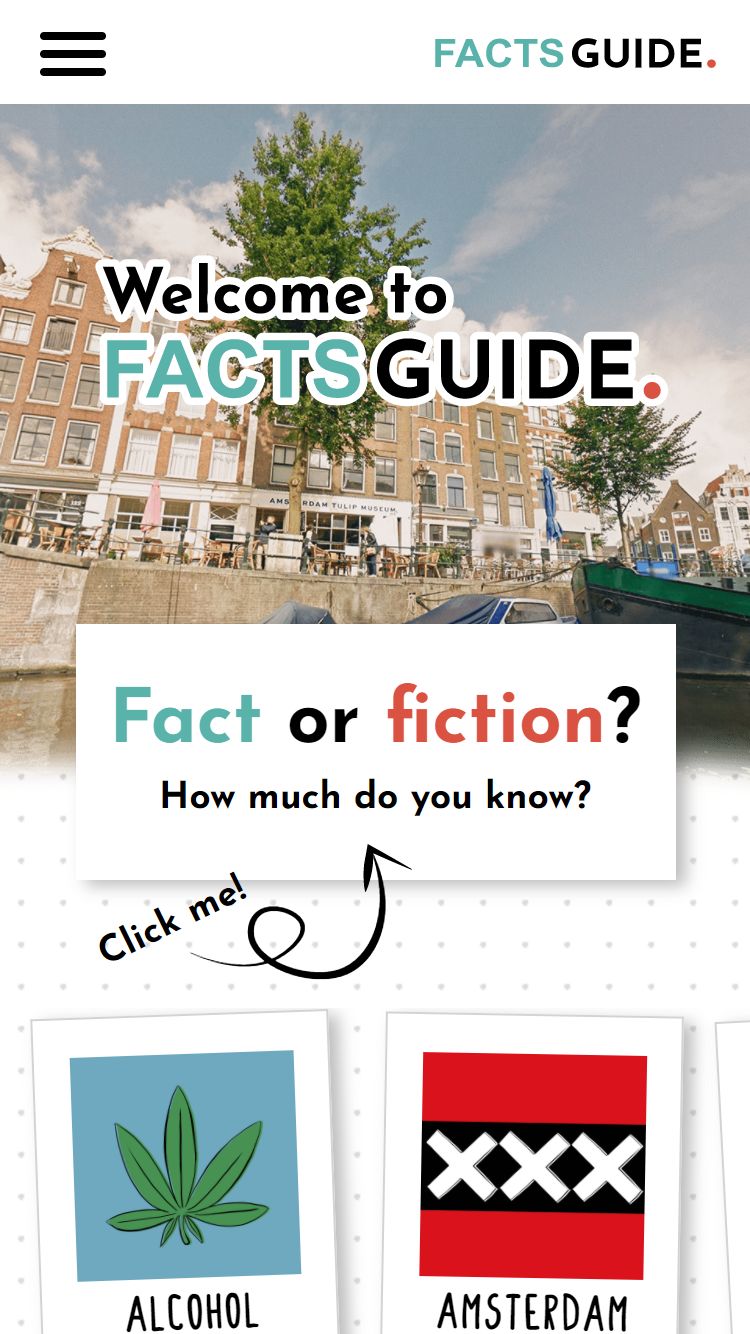 FACTSGUIDE.
Welcome to
FACTSGUIDE.
AMSTERDAM TULIP MUSEUM
Fact or fiction?
How much do you know?
Click me!
XXX
ALCOHOL
AMSTERDAM